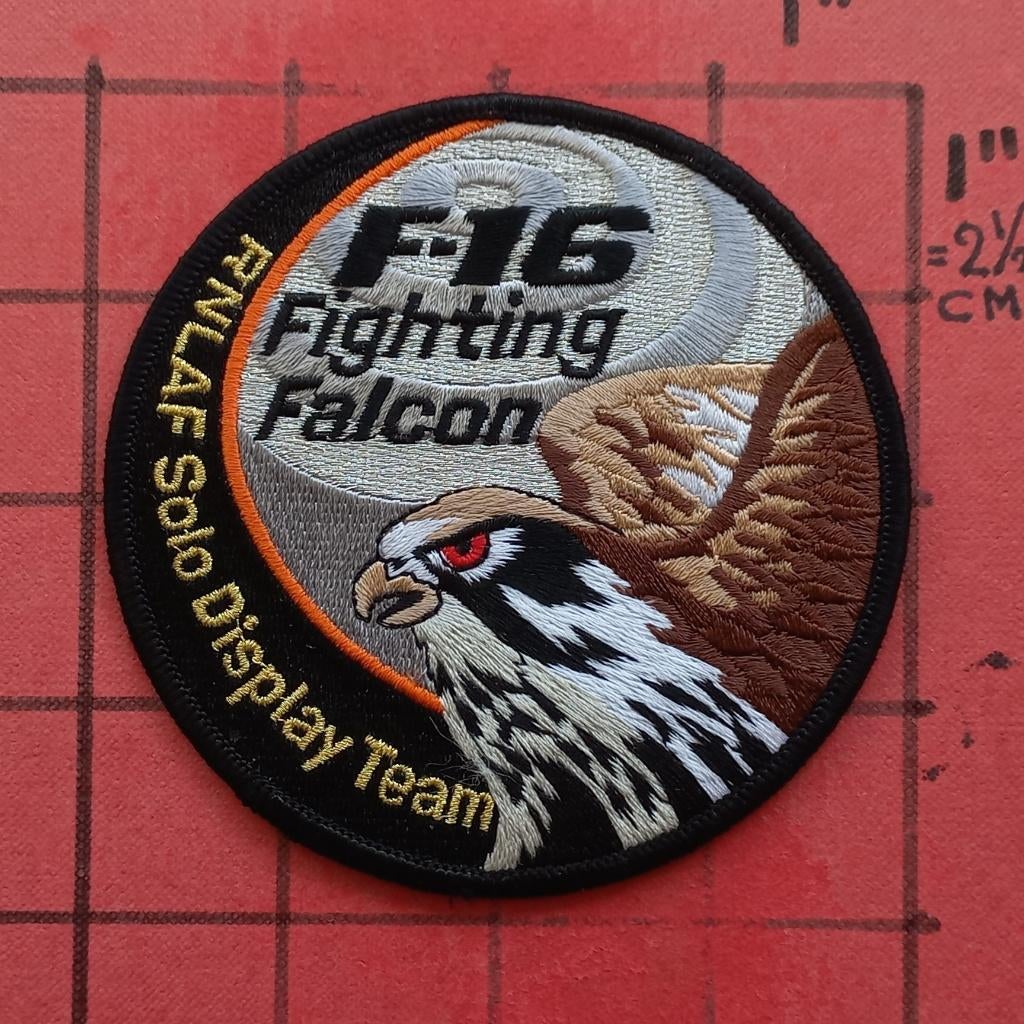 F-16
Fighting
Falcon
RNLAF Solo Display Team
1"
1"
=2½
CM